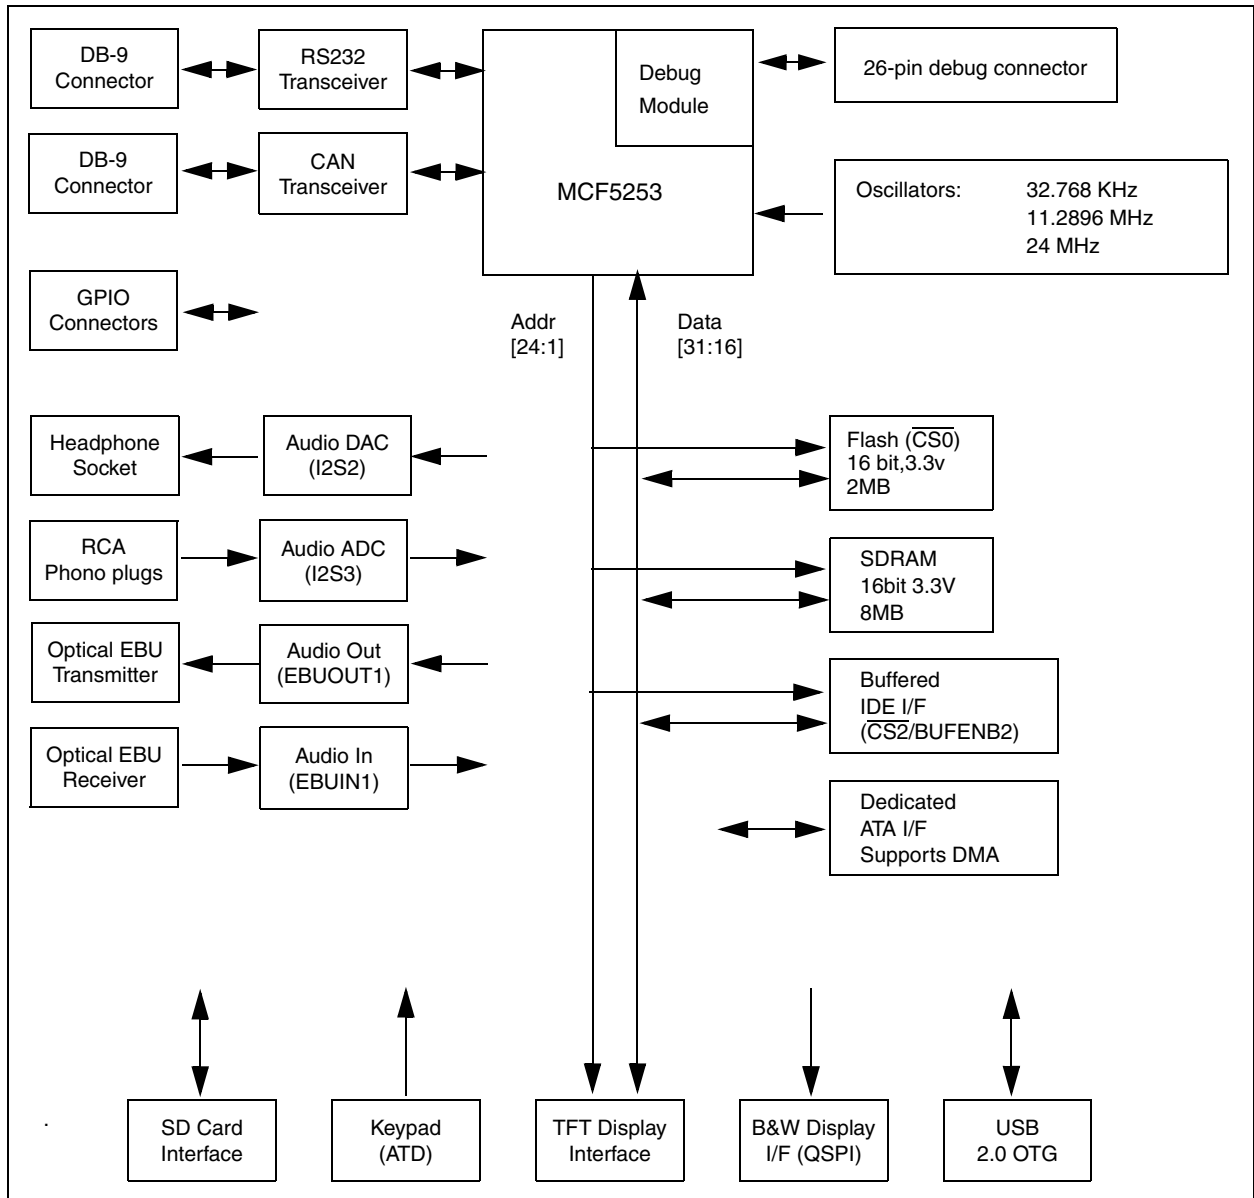 DB-9
Connector
RS232
Transceiver
Debug
Module
26-pin debug connector
DB-9
Connector
CAN
Transceiver
MCF5253
Oscillators: 32.768 KHz
11.2896 MHz
24 MHz
GPIO
Connectors
Addr
[24:1]
Data
[31:16]
Headphone
Socket
Audio DAC
(I2S2)
Flash (C̅S̅0̅)
16 bit,3.3v
2MB
RCA
Phono plugs
Audio ADC
(I2S3)
SDRAM
16bit 3.3V
8MB
Optical EBU
Transmitter
Audio Out
(EBUOUT1)
Buffered
IDE I/F
(C̅S̅2̅/BUFENB2)
Optical EBU
Receiver
Audio In
(EBUIN1)
Dedicated
ATA I/F
Supports DMA
SD Card
Interface
Keypad
(ATD)
TFT Display
Interface
B&W Display
I/F (QSPI)
USB
2.0 OTG